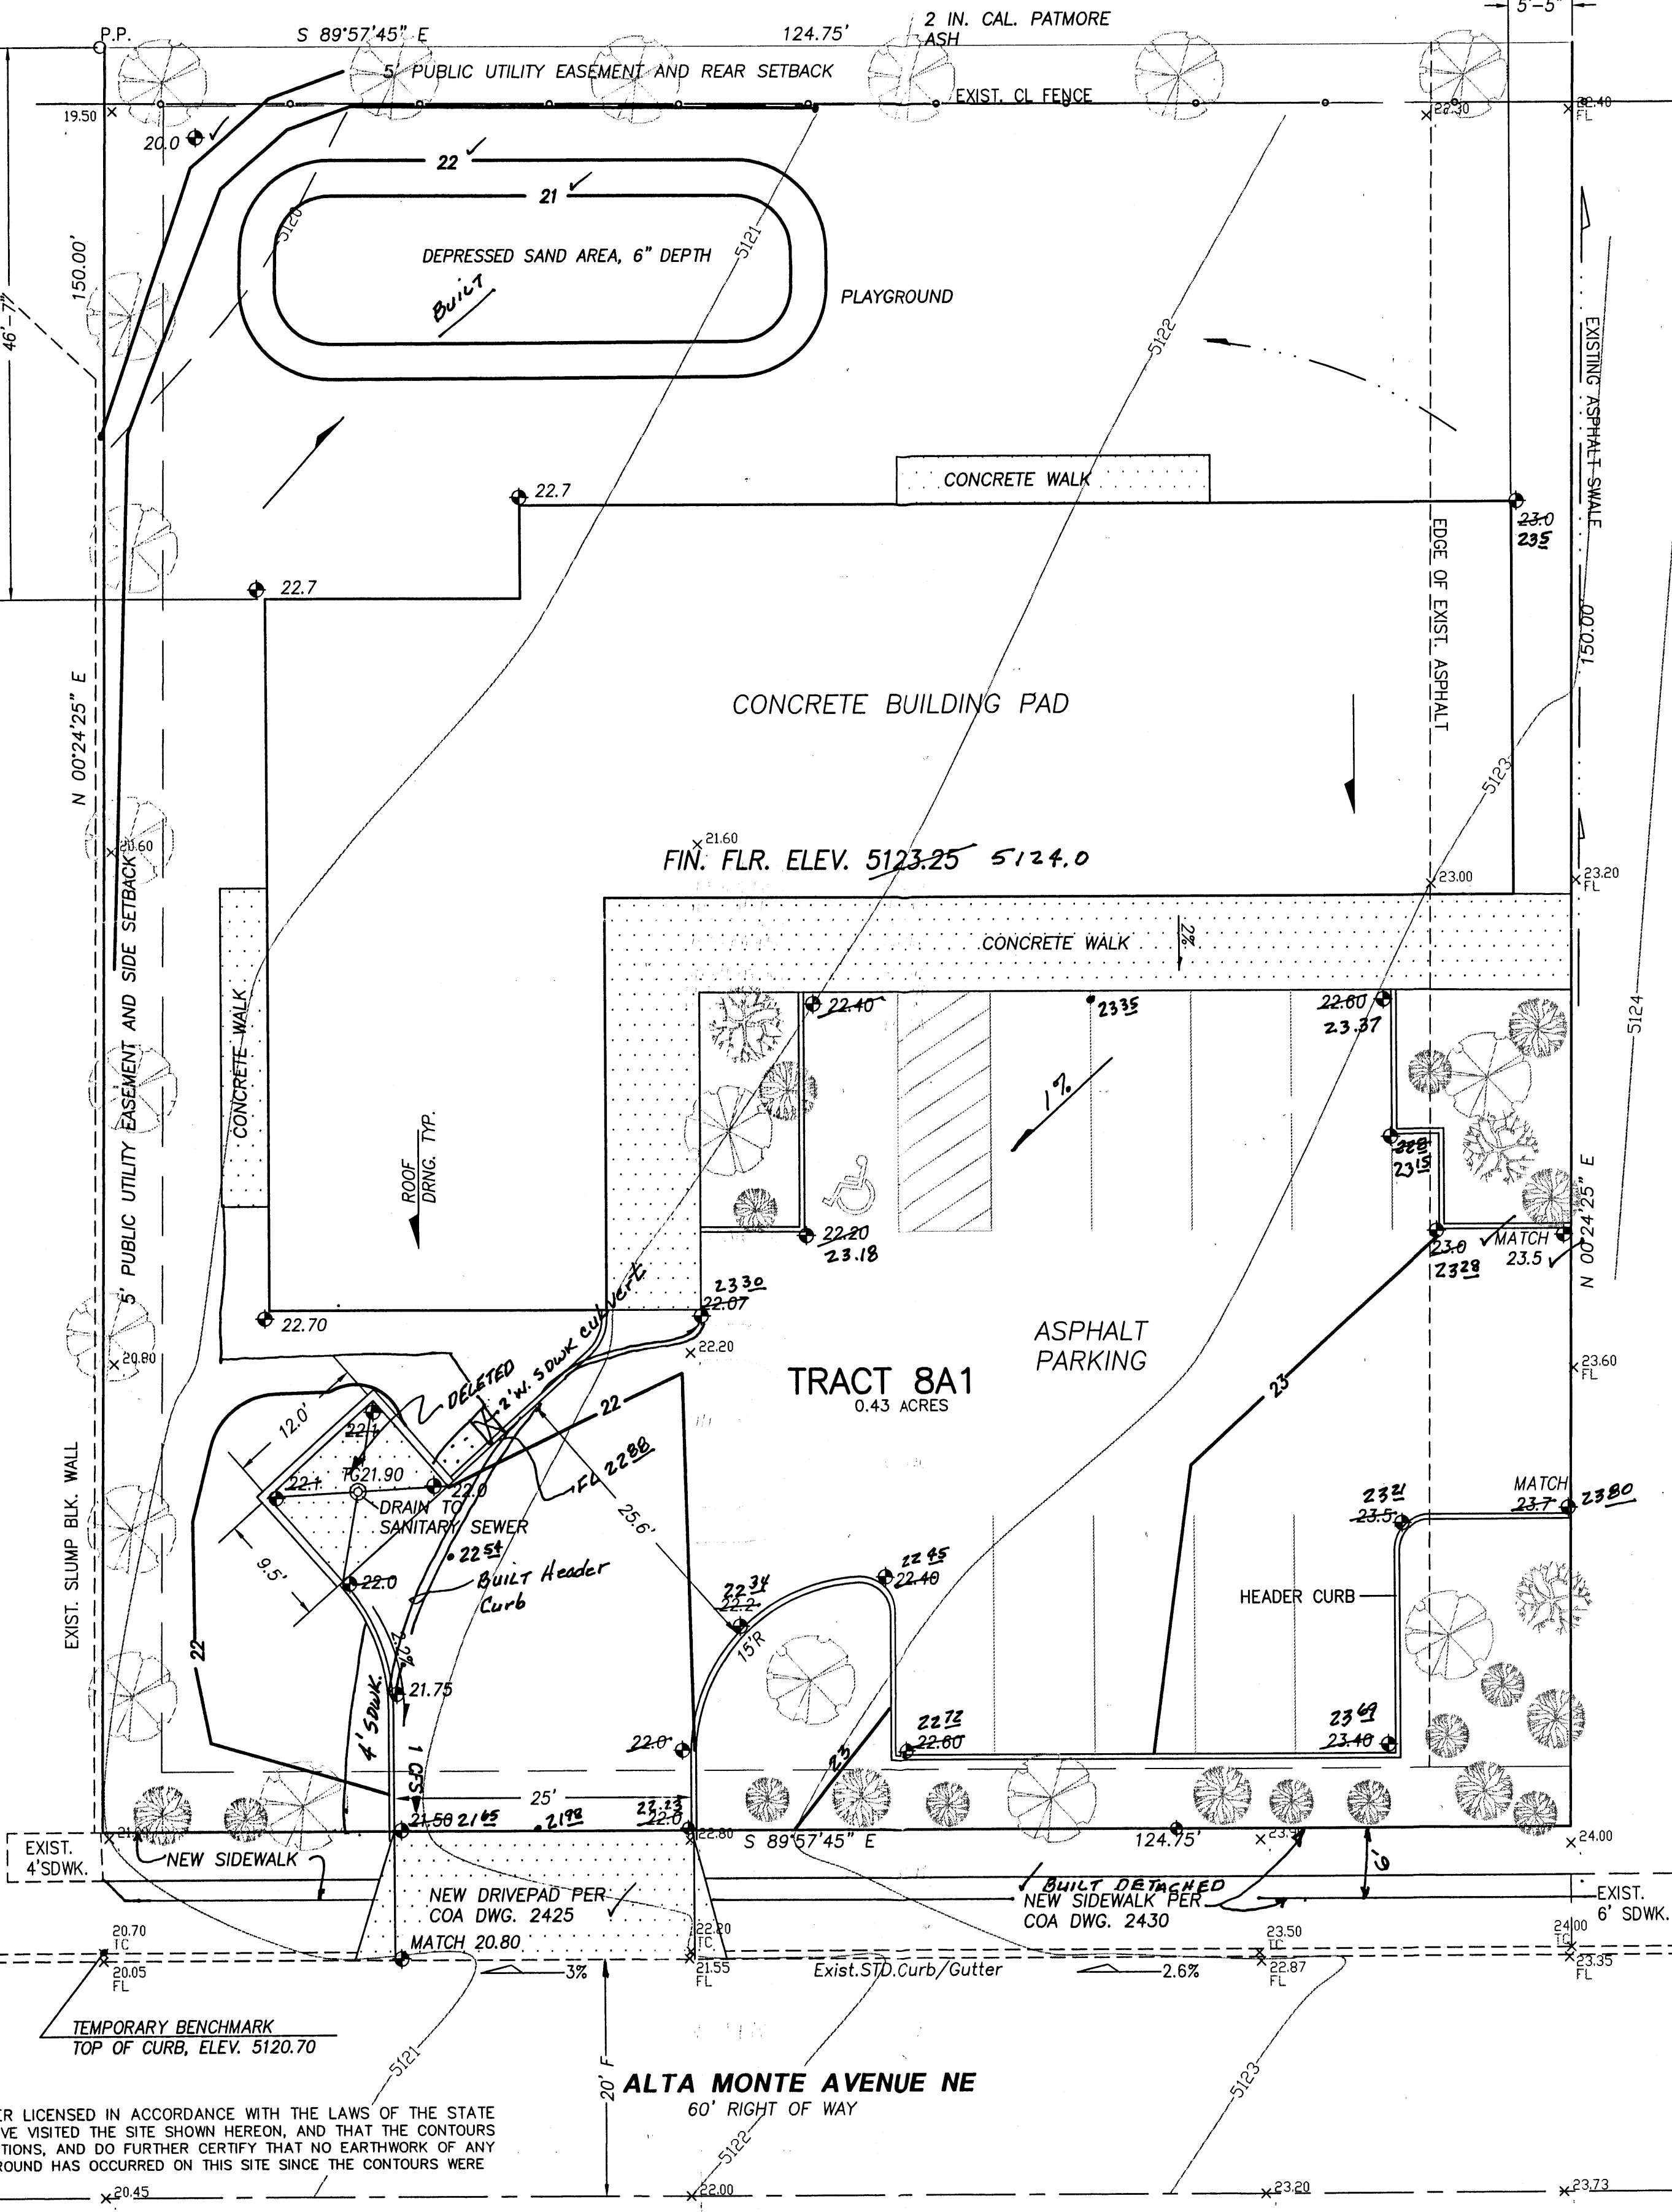 5'-5"
2 IN. CAL. PATMORE
ASH
P.P.
S 89°57'45" E
124.75'
5' PUBLIC UTILITY EASEMENT AND REAR SETBACK
EXIST. CL FENCE
19.50
22.30
22.40
FL
20.0
22
21
5120
5121
DEPRESSED SAND AREA, 6" DEPTH
BUILT
PLAYGROUND
5122
150.00'
46'-7"
EXISTING ASPHALT SWALE
CONCRETE WALK
22.7
23.0
235
22.7
EDGE OF EXIST. ASPHALT
150.00
N 00°24'25" E
CONCRETE BUILDING PAD
5123
20.60
21.60
FIN. FLR. ELEV. 5123.25 5124.0
23.00
23.20
FL
5' PUBLIC UTILITY EASEMENT AND SIDE SETBACK
CONCRETE WALK
CONCRETE WALK
2%
22.40
2335
22.60
23.37
5124
1%
ROOF
DRNG. TYP.
22.8
2315
22.20
23.18
23.0
2328
MATCH
23.5
N 00°24'25" E
2330
22.07
22.70
22.20
20.80
ASPHALT
PARKING
23.60
FL
TRACT 8A1
0.43 ACRES
23
DELETED
2' W. SDWK CULVERT
22
12.0'
22.1
22.1
TG21.90
22.0
FL 2288
25.6'
DRAIN TO
SANITARY SEWER
EXIST. SLUMP BLK. WALL
9.5'
22.0
2254
BUILT Header
Curb
MATCH
23.7 2380
2321
23.5
2245
22.40
2234
22.2
15'R
HEADER CURB
22
2.2%
21.75
4' SDWK.
1 CFS
22.0
2272
22.60
2369
23.40
23
25'
21.50 2165
2198
22.23
22.0
22.80
S 89°57'45" E
124.75'
24.00
EXIST.
4'SDWK.
NEW SIDEWALK
6'
NEW DRIVEPAD PER
COA DWG. 2425
BUILT DETACHED
NEW SIDEWALK PER
COA DWG. 2430
EXIST.
6' SDWK.
MATCH 20.80
20.70
TC
20.05
FL
22.20
TC
21.55
FL
23.50
TC
22.87
FL
24.00
TC
23.35
FL
3%
Exist.STD.Curb/Gutter
2.6%
TEMPORARY BENCHMARK
TOP OF CURB, ELEV. 5120.70
5121
20' F
ALTA MONTE AVENUE NE
60' RIGHT OF WAY
5123
5122
ER LICENSED IN ACCORDANCE WITH THE LAWS OF THE STATE
VE VISITED THE SITE SHOWN HEREON, AND THAT THE CONTOURS
TIONS, AND DO FURTHER CERTIFY THAT NO EARTHWORK OF ANY
ROUND HAS OCCURRED ON THIS SITE SINCE THE CONTOURS WERE
20.45
22.00
23.20
23.73